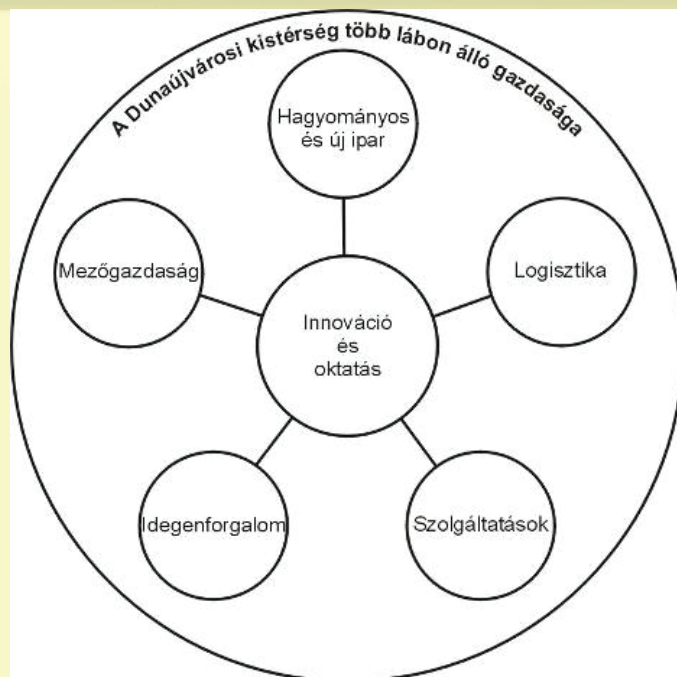 A Dunaújvárosi kistérség több lábon álló gazdasága
Hagyományos
és új ipar
Mezőgazdaság
Logisztika
Innováció
és
oktatás
Idegenforgalom
Szolgáltatások